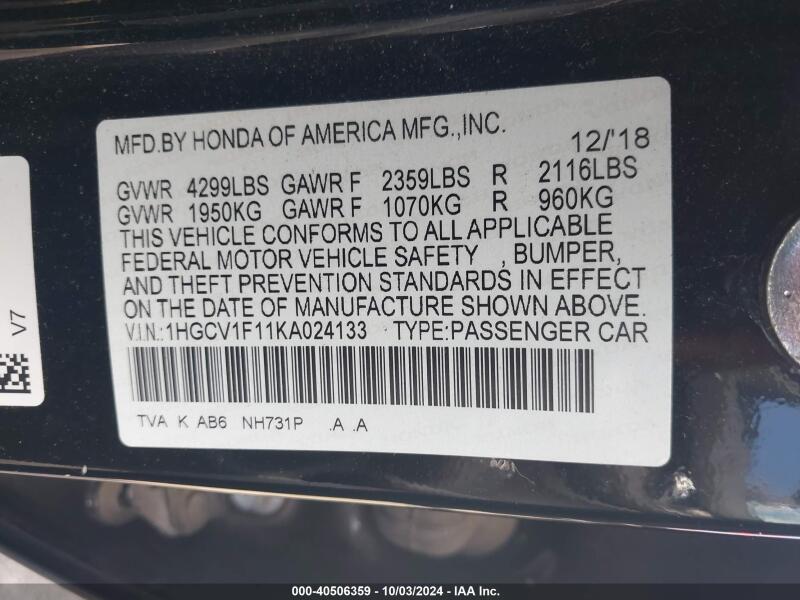 MFD.BY HONDA OF AMERICA MFG.,INC. 12/'18
GVWR 4299LBS GAWR F 2359LBS R 2116LBS
GVWR 1950KG GAWR F 1070KG R 960KG
THIS VEHICLE CONFORMS TO ALL APPLICABLE
FEDERAL MOTOR VEHICLE SAFETY , BUMPER,
AND THEFT PREVENTION STANDARDS IN EFFECT
ON THE DATE OF MANUFACTURE SHOWN ABOVE.
V.I.N.:1HGCV1F11KA024133 TYPE:PASSENGER CAR
TVA K AB6 NH731P .A .A
V7
000-40506359 - 10/03/2024 - IAA Inc.